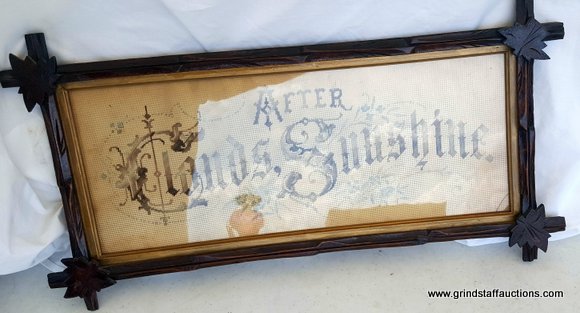 AFTER
Clouds, Sunshine.
www.grindstaffauctions.com